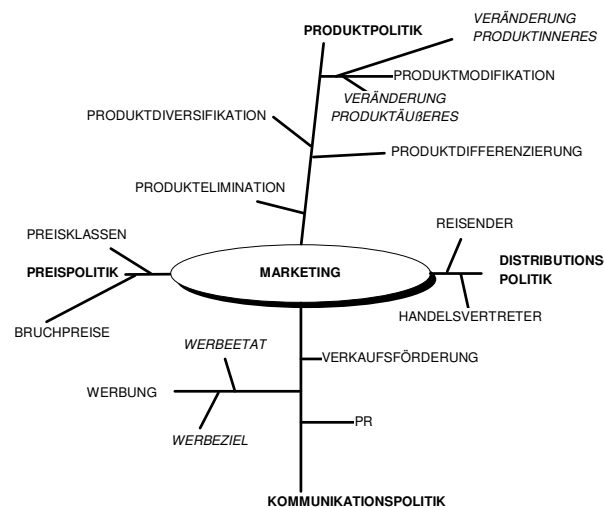 VERÄNDERUNG
PRODUKTINNERES
PRODUKTPOLITIK
PRODUKTMODIFIKATION
VERÄNDERUNG
PRODUKTÄUßERES
PRODUKTDIVERSIFIKATION
PRODUKTDIFFERENZIERUNG
PRODUKTELIMINATION
REISENDER
PREISKLASSEN
DISTRIBUTIONS
POLITIK
PREISPOLITIK
MARKETING
HANDELSVERTRETER
BRUCHPREISE
WERBEETAT
VERKAUFSFÖRDERUNG
WERBUNG
PR
WERBEZIEL
KOMMUNIKATIONSPOLITIK